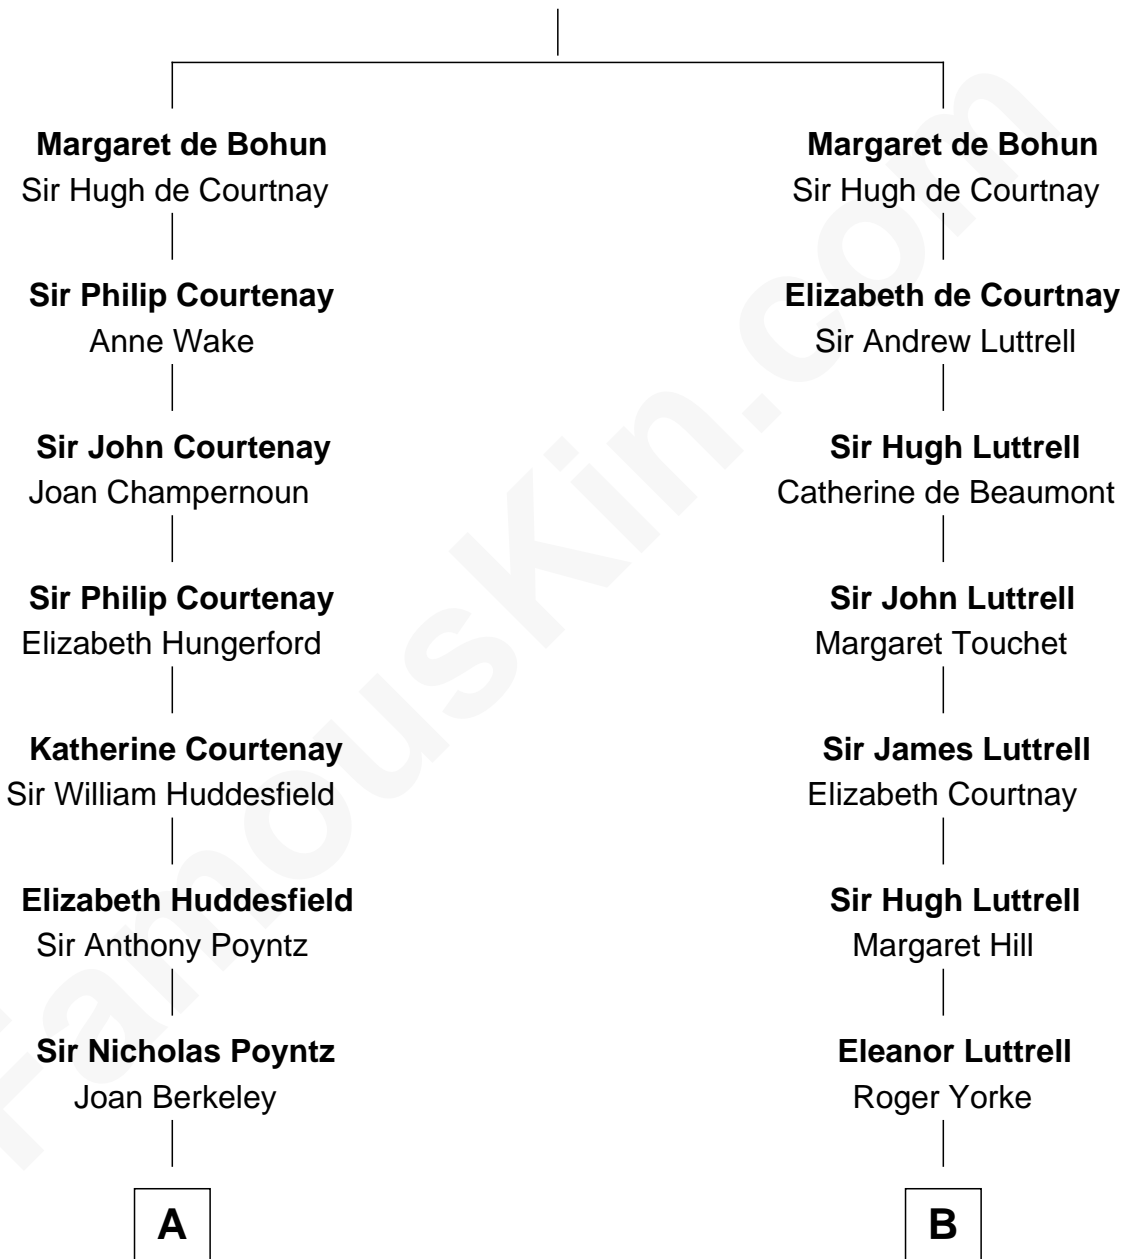 Margaret de Bohun
Sir Hugh de Courtnay
Sir Philip Courtenay
Anne Wake
Sir John Courtenay
Joan Champernoun
Sir Philip Courtenay
Elizabeth Hungerford
Katherine Courtenay
Sir William Huddesfield
Elizabeth Huddesfield
Sir Anthony Poyntz
Sir Nicholas Poyntz
Joan Berkeley
A
Margaret de Bohun
Sir Hugh de Courtnay
Elizabeth de Courtnay
Sir Andrew Luttrell
Sir Hugh Luttrell
Catherine de Beaumont
Sir John Luttrell
Margaret Touchet
Sir James Luttrell
Elizabeth Courtnay
Sir Hugh Luttrell
Margaret Hill
Eleanor Luttrell
Roger Yorke
B
FamousKin.com